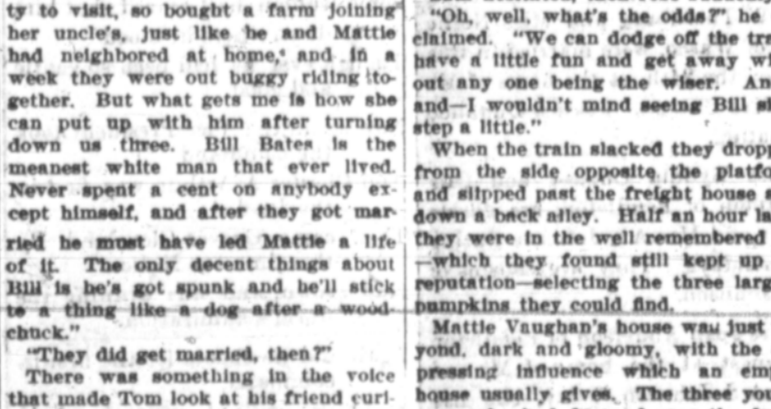 ty to visit, so bought a farm joining
her uncle's, just like he and Mattie
had neighbored at home, and in a
week they were out buggy riding to-
gether. But what gets me is how she
can put up with him after turning
down us three. Bill Bates is the
meanest white man that ever lived.
Never spent a cent on anybody ex-
cept himself, and after they got mar-
ried he must have led Mattie a life
of it. The only decent things about
Bill is he's got spunk and he'll stick
to a thing like a dog after a wood-
chuck."
"They did get married, then?"
There was something in the voice
that made Tom look at his friend curi-
"Oh, well, what's the odds?" he
claimed. "We can dodge off the tra
have a little fun and get away wi
out any one being the wiser. An
and—I wouldn't mind seeing Bill si
step a little."
When the train slacked they dropp
from the side opposite the platfo
and slipped past the freight house a
down a back alley. Half an hour la
they were in the well remembered
—which they found still kept up
reputation—selecting the three larg
pumpkins they could find.
Mattie Vaughan's house was just
yond, dark and gloomy, with the
pressing influence which an em
house usually gives. The three you